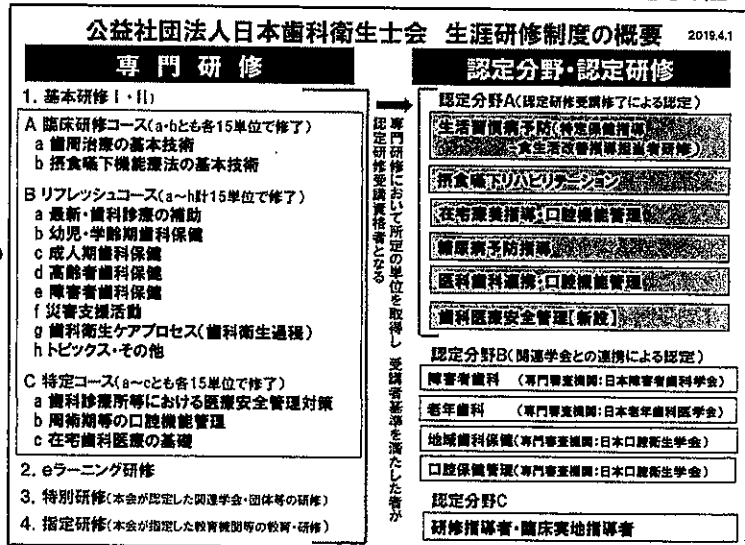 公益社団法人日本歯科衛生士会 生涯研修制度の概要 2019.4.1
専門研修
1. 基本研修Ⅰ・Ⅱ)
A 臨床研修コース(a・bとも各15単位で修了)
a 歯周治療の基本技術
b 摂食嚥下機能療法の基本技術
B リフレッシュコース(a～h計15単位で修了)
a 最新・歯科診療の補助
b 幼児・学齢期歯科保健
c 成人期歯科保健
d 高齢者歯科保健
e 障害者歯科保健
f 災害支援活動
g 歯科衛生ケアプロセス(歯科衛生過程)
h トピックス・その他
C 特定コース(a～cとも各15単位で修了)
a 歯科診療所等における医療安全管理対策
b 周術期等の口腔機能管理
c 在宅歯科医療の基礎
2. eラーニング研修
3. 特別研修(本会が認定した関連学会・団体等の研修)
4. 指定研修(本会が指定した教育機関等の教育・研修)
専門研修において所定の単位を取得し 受講者基準を満たした者が
認定研修受講資格者となる
認定分野・認定研修
認定分野A(認定研修受講修了による認定)
生活習慣病予防(特定保健指導
-食生活改善指導担当者研修)
摂食嚥下リハビリテーション
在宅療養指導・口腔機能管理
糖尿病予防指導
医科歯科連携・口腔機能管理
歯科医療安全管理[新設]
認定分野B(関連学会との連携による認定)
障害者歯科 (専門審査機関:日本障害者歯科学会)
老年歯科 (専門審査機関:日本老年歯科医学会)
地域歯科保健(専門審査機関:日本口腔衛生学会)
口腔保健管理(専門審査機関:日本口腔衛生学会)
認定分野C
研修指導者・臨床実地指導者